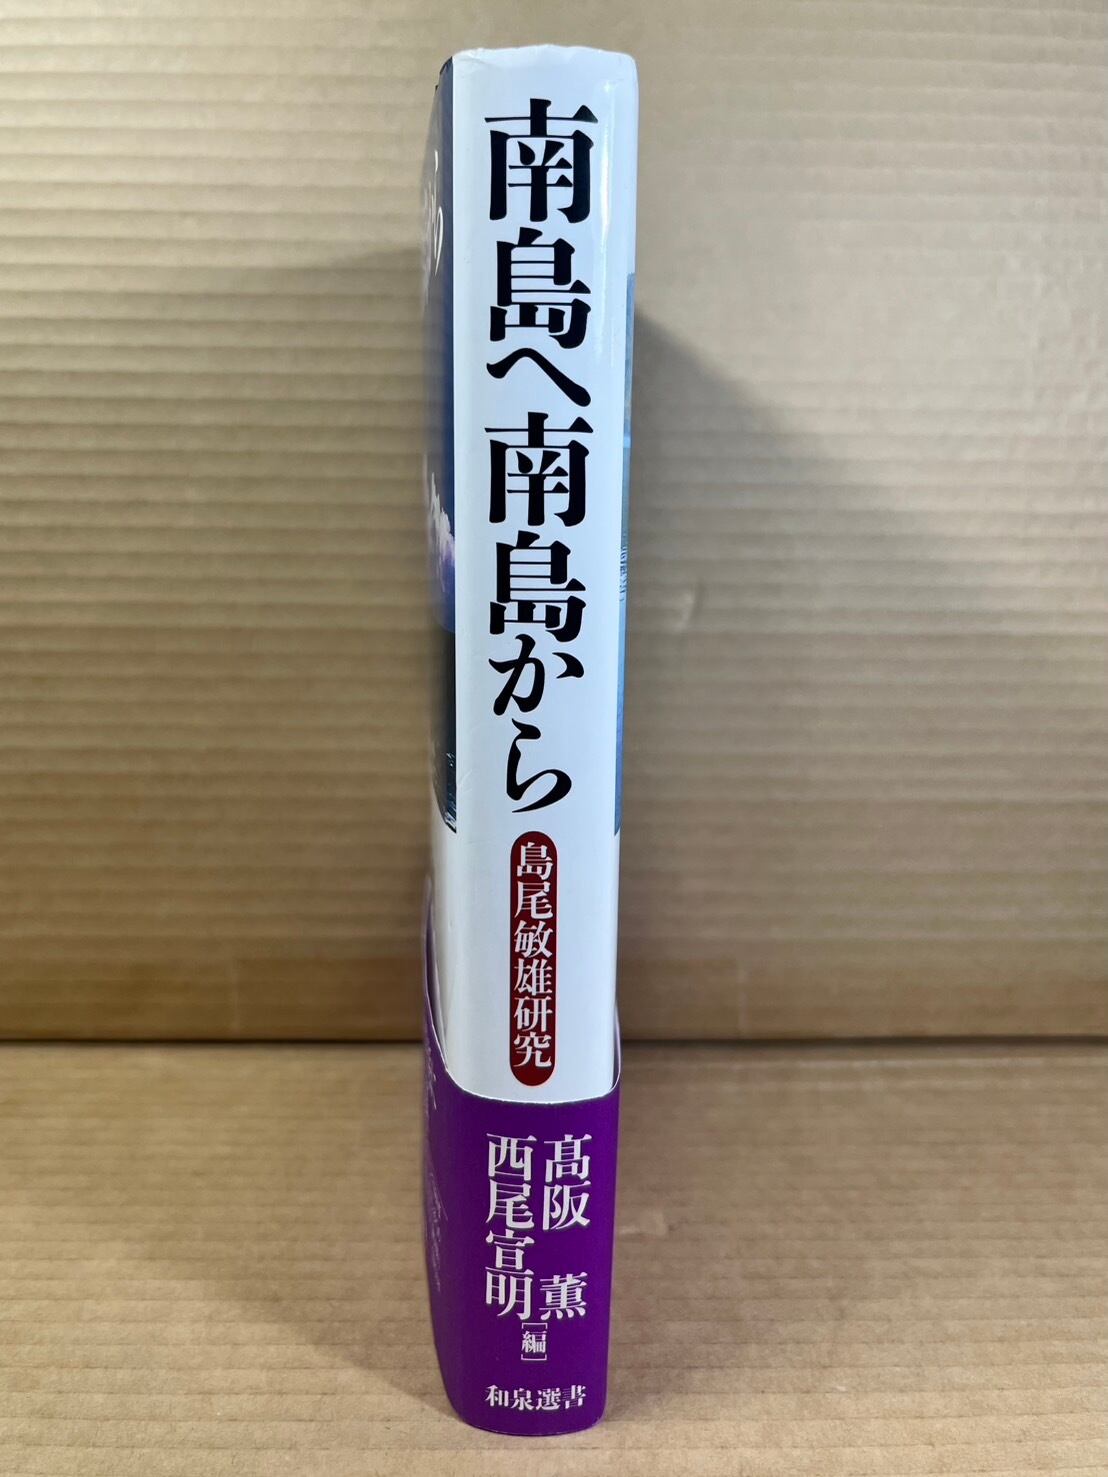 南島へ南島から
島尾敏雄研究
髙阪 薫
西尾宣明
［編］
和泉選書